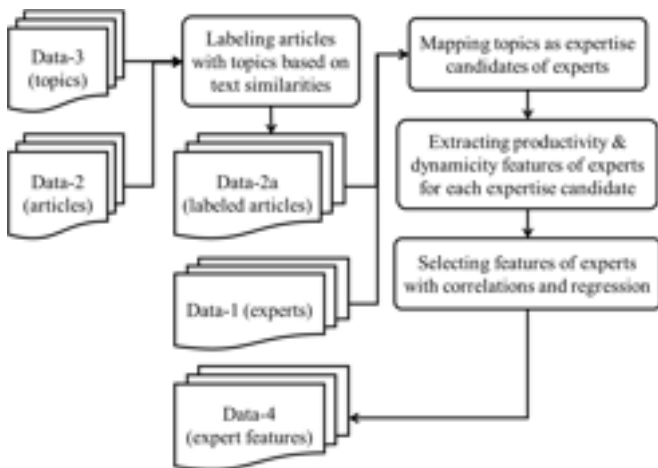 Data-3
(topics)
Labeling articles
with topics based on
text similarities
Mapping topics as expertise
candidates of experts
Data-2
(articles)
Data-2a
(labeled articles)
Extracting productivity &
dynamicity features of experts
for each expertise candidate
Data-1 (experts)
Selecting features of experts
with correlations and regression
Data-4
(expert features)